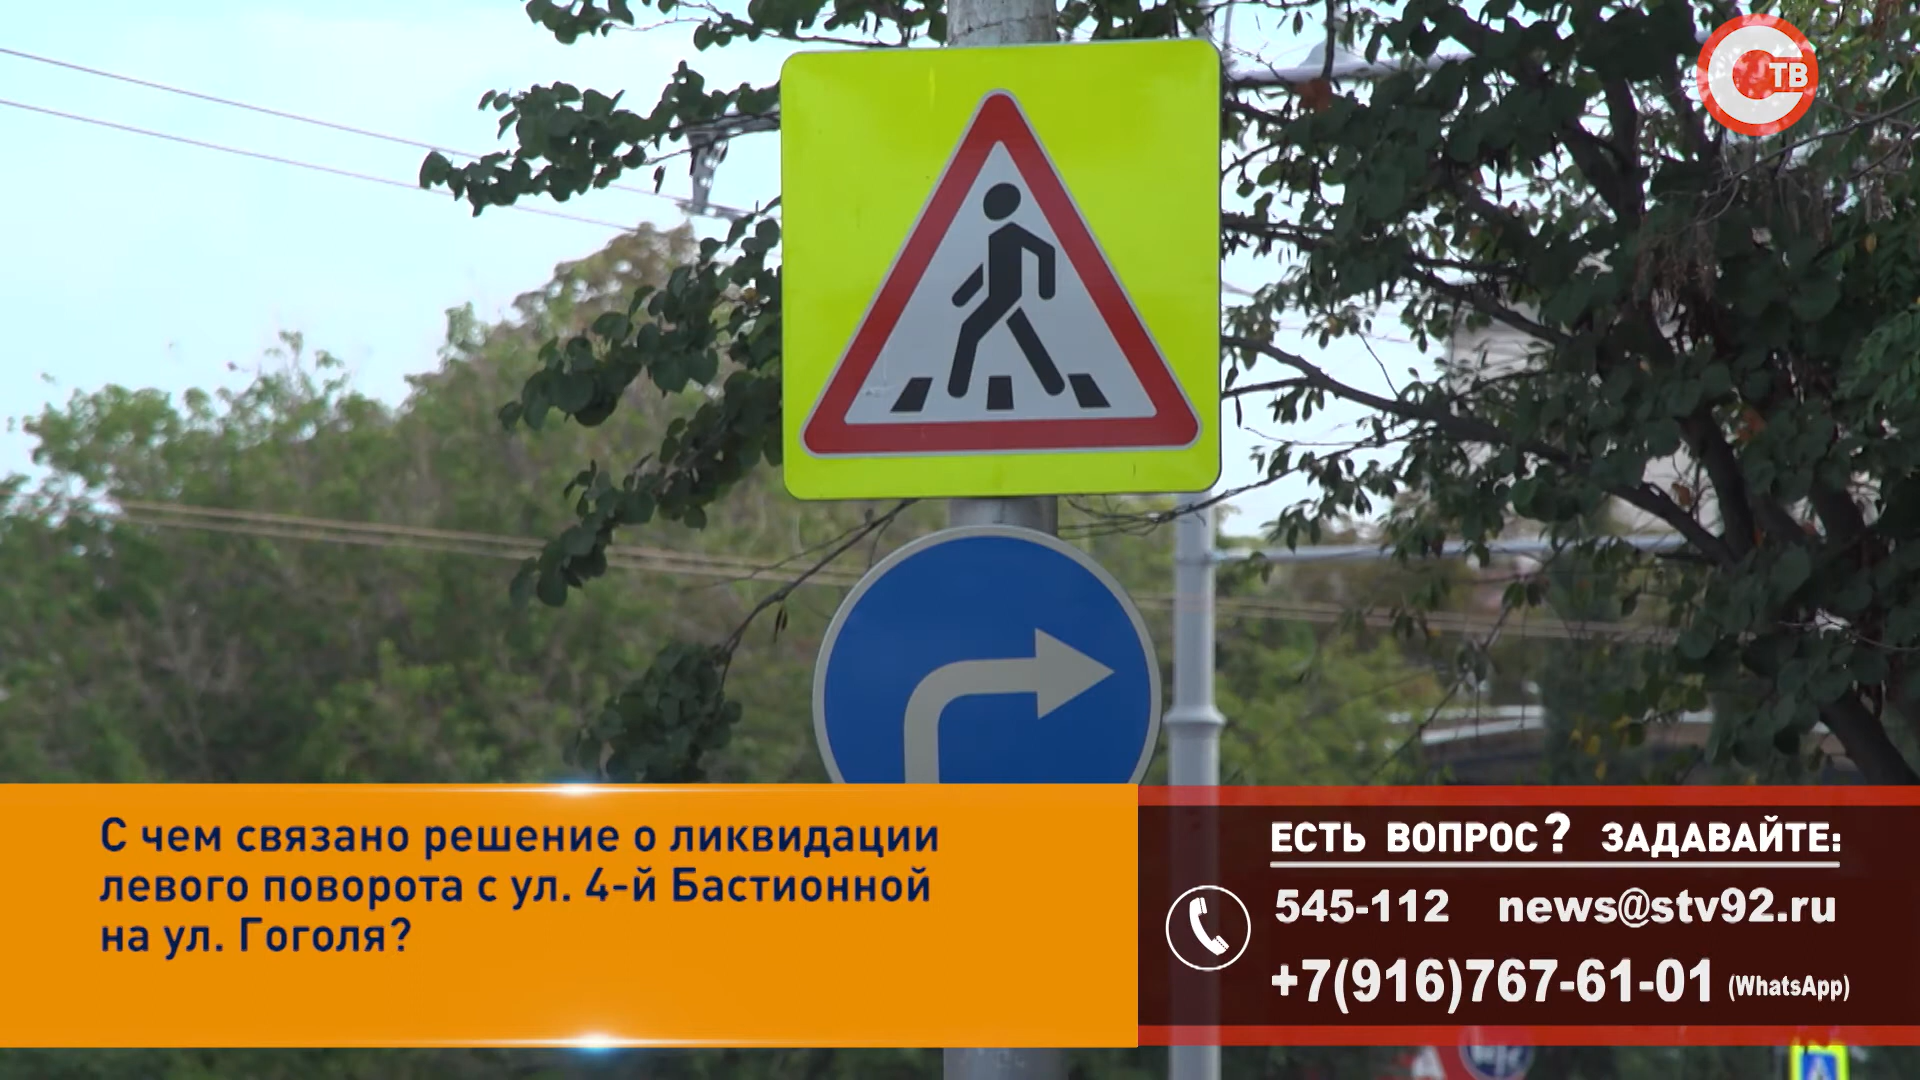 СТВ
С чем связано решение о ликвидации
левого поворота с ул. 4-й Бастионной
на ул. Гоголя?
ЕСТЬ ВОПРОС? ЗАДАВАЙТЕ:
545-112 news@stv92.ru
+7(916)767-61-01 (WhatsApp)